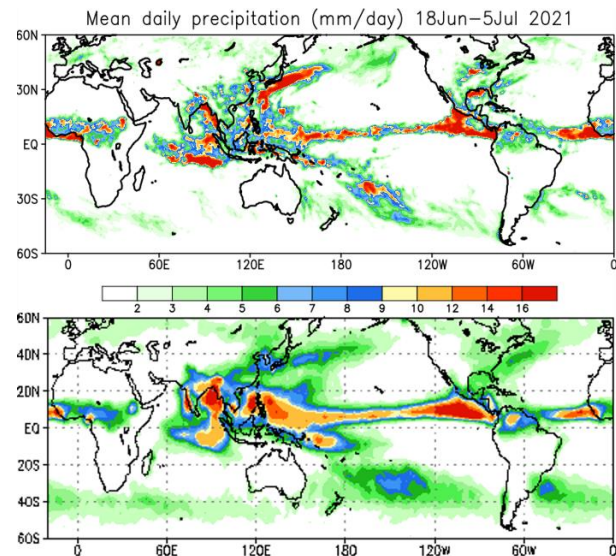 Mean daily precipitation (mm/day) 18Jun–5Jul 2021
60N
30N
EQ
30S
60S
0 60E 120E 180 120W 60W 0
2 3 4 5 6 7 8 9 10 12 14 16
60N
40N
20N
EQ
20S
40S
60S
0 60E 120E 180 120W 60W 0